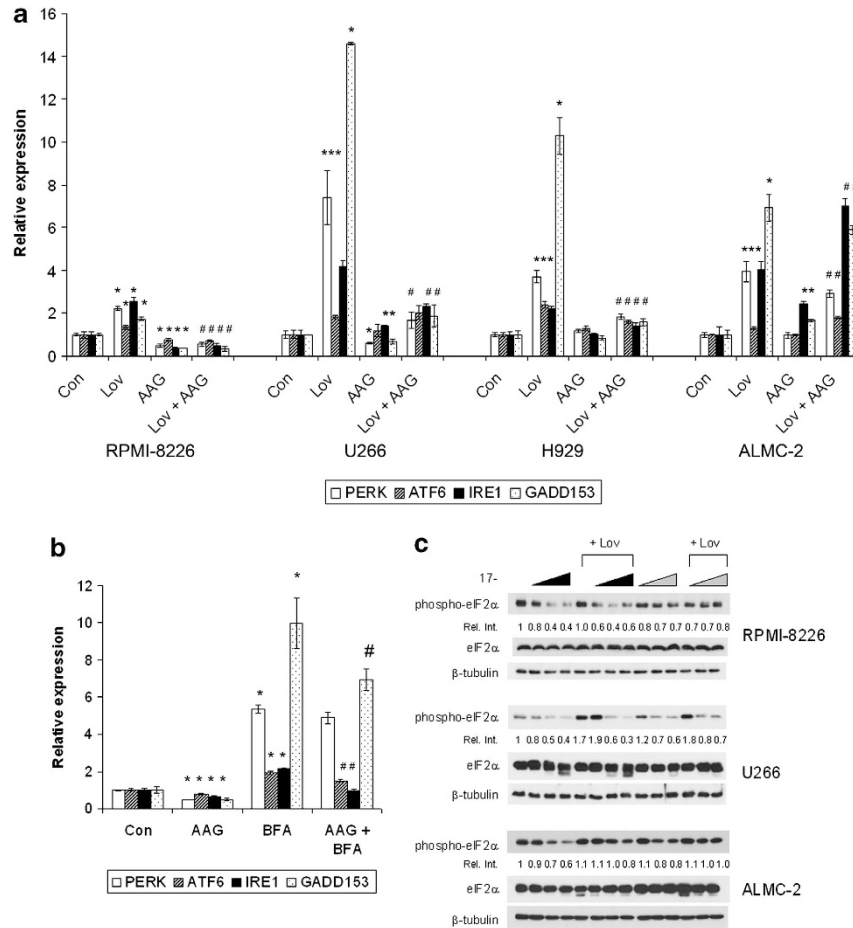 a
Relative expression
16
14
12
10
8
6
4
2
0
* * * *
* * * *
# # # #
***
*
*
**
#
# #
***
*
# # # #
***
*
**
##
#
Con
Lov
AAG
Lov + AAG
Con
Lov
AAG
Lov + AAG
Con
Lov
AAG
Lov + AAG
Con
Lov
AAG
Lov + AAG
RPMI-8226
U266
H929
ALMC-2
PERK ATF6 IRE1 GADD153
b
Relative expression
12
10
8
6
4
2
0
* * * *
*
* *
*
# #
#
Con
AAG
BFA
AAG +
BFA
PERK ATF6 IRE1 GADD153
c
+ Lov
+ Lov
17-
phospho-eIF2α
Rel. Int. 1 0.8 0.4 0.4 1.0 0.6 0.4 0.6 0.8 0.7 0.7 0.7 0.7 0.8
RPMI-8226
eIF2α
β-tubulin
phospho-eIF2α
Rel. Int. 1 0.8 0.5 0.4 1.7 1.9 0.6 0.3 1.2 0.7 0.6 1.8 0.8 0.7
eIF2α
U266
β-tubulin
phospho-eIF2α
Rel. Int. 1 0.9 0.7 0.6 1.1 1.1 1.0 0.8 1.1 0.8 0.8 1.1 1.0 1.0
eIF2α
ALMC-2
β-tubulin